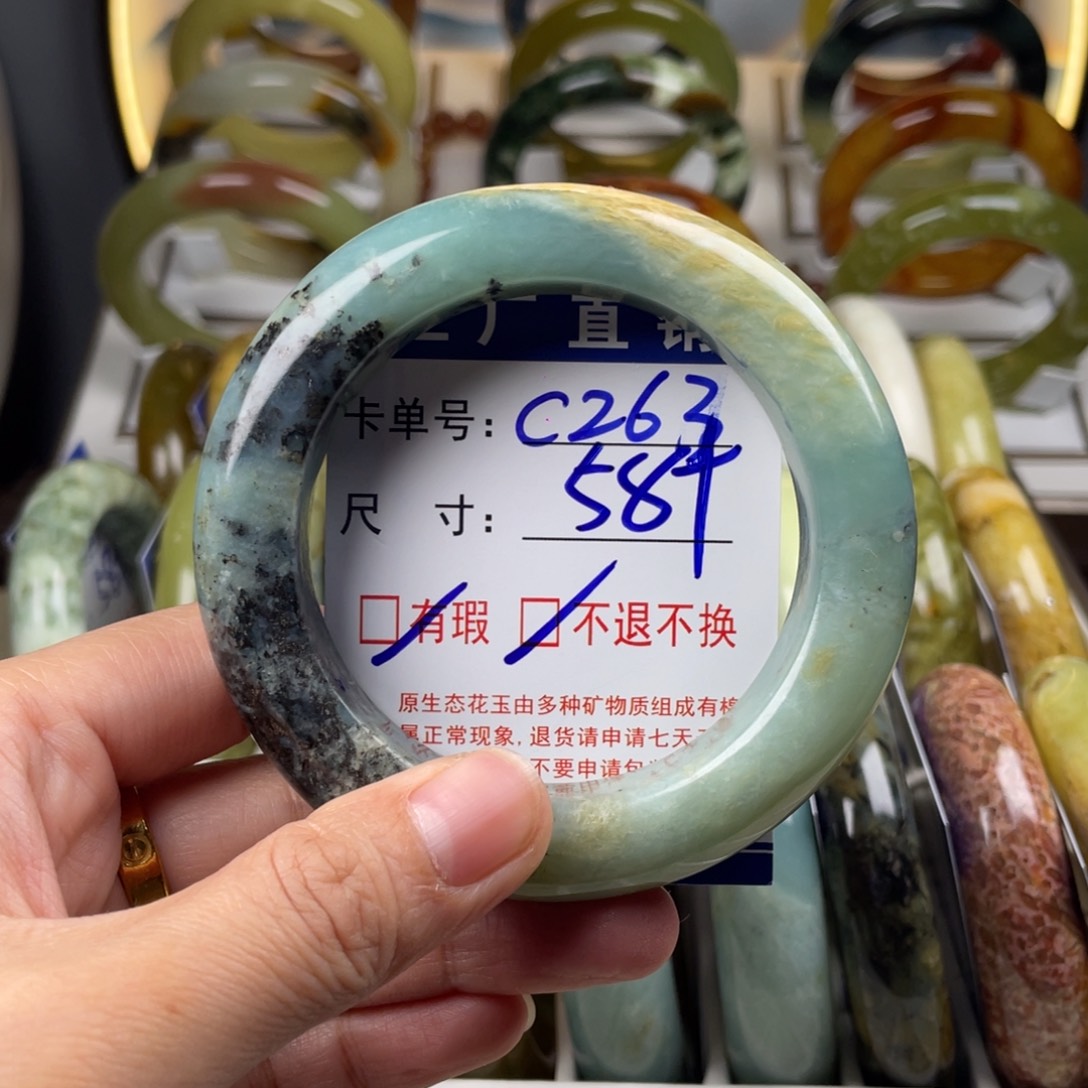 厂直销
卡单号: C263
尺 寸: 584
有瑕 不退不换
原生态花玉由多种矿物质组成有棉
属正常现象,退货请申请七天
不要申请包